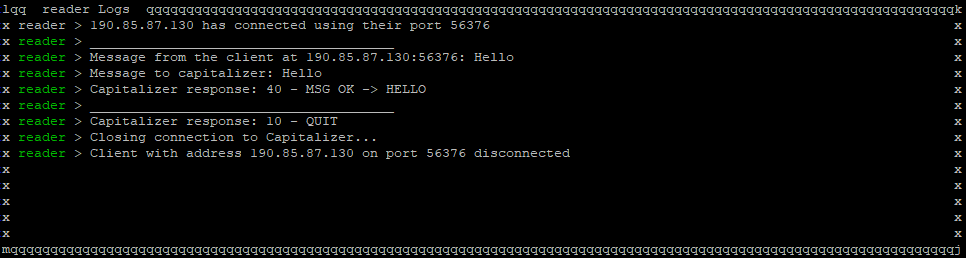 lqq  reader Logs  qqqqqqqqqqqqqqqqqqqqqqqqqqqqqqqqqqqqqqqqqqqqqqqqqqqqqqqqqqqqqqqqqqqqqqqqqqqqqqqqqqqqqqqqqqqqqqqqqqqqqk
x reader > 190.85.87.130 has connected using their port 56376 x
x reader > ______________________________________ x
x reader > Message from the client at 190.85.87.130:56376: Hello x
x reader > Message to capitalizer: Hello x
x reader > Capitalizer response: 40 - MSG OK -> HELLO x
x reader > ______________________________________ x
x reader > Capitalizer response: 10 - QUIT x
x reader > Closing connection to Capitalizer... x
x reader > Client with address 190.85.87.130 on port 56376 disconnected x
x x
x x
x x
x x
x x
mqqqqqqqqqqqqqqqqqqqqqqqqqqqqqqqqqqqqqqqqqqqqqqqqqqqqqqqqqqqqqqqqqqqqqqqqqqqqqqqqqqqqqqqqqqqqqqqqqqqqqqqqqqqqqqqqqqqqqqj